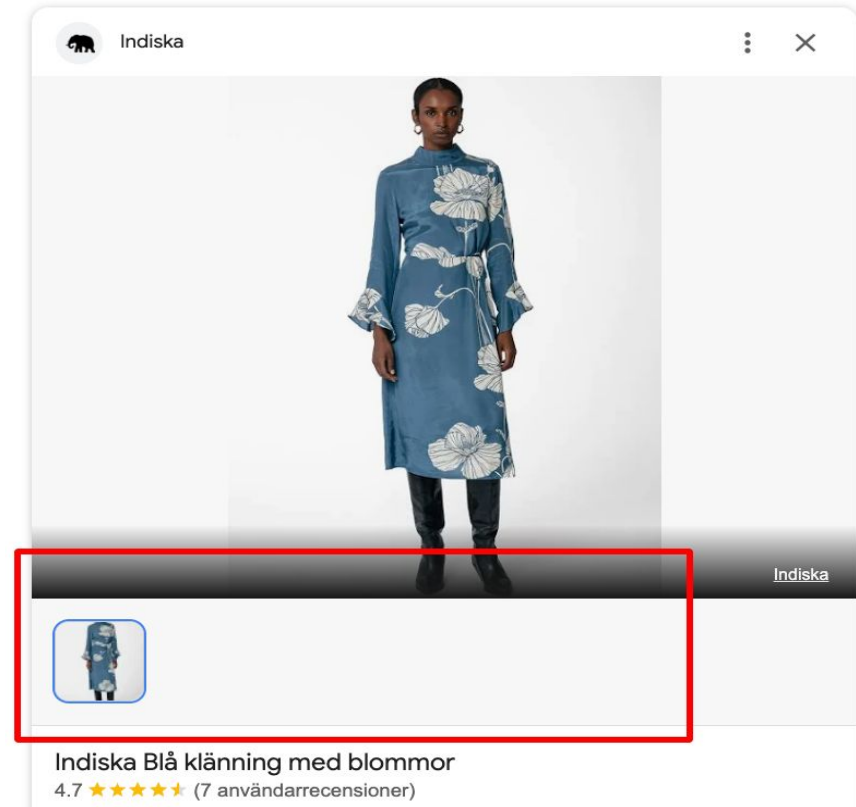 Indiska
Indiska
Indiska Blå klänning med blommor
4.7 ★★★★★ (7 användarrecensioner)